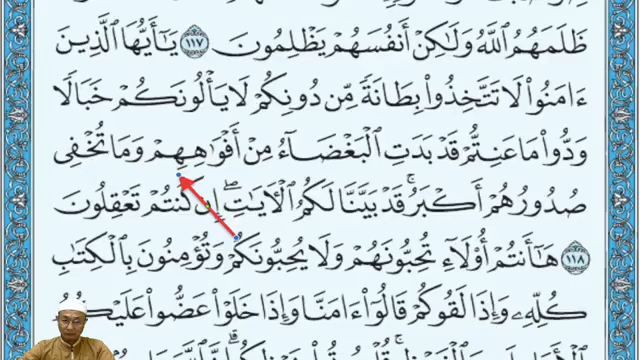 ظَلَمَهُمُ ٱللَّهُ وَلَٰكِنْ أَنفُسَهُمْ يَظْلِمُونَ ١١٧ يَٰٓأَيُّهَا ٱلَّذِينَ
ءَامَنُوا۟ لَا تَتَّخِذُوا۟ بِطَانَةً مِّن دُونِكُمْ لَا يَأْلُونَكُمْ خَبَالًا
وَدُّوا۟ مَا عَنِتُّمْ قَدْ بَدَتِ ٱلْبَغْضَآءُ مِنْ أَفْوَٰهِهِمْ وَمَا تُخْفِى
صُدُورُهُمْ أَكْبَرُ ۚ قَدْ بَيَّنَّا لَكُمُ ٱلْءَايَٰتِ ۖ إِن كُنتُمْ تَعْقِلُونَ
١١٨ هَٰٓأَنتُمْ أُو۟لَآءِ تُحِبُّونَهُمْ وَلَا يُحِبُّونَكُمْ وَتُؤْمِنُونَ بِٱلْكِتَٰبِ
كُلِّهِۦ وَإِذَا لَقُوكُمْ قَالُوٓا۟ ءَامَنَّا وَإِذَا خَلَوْا۟ عَضُّوا۟ عَلَيْكُمُ